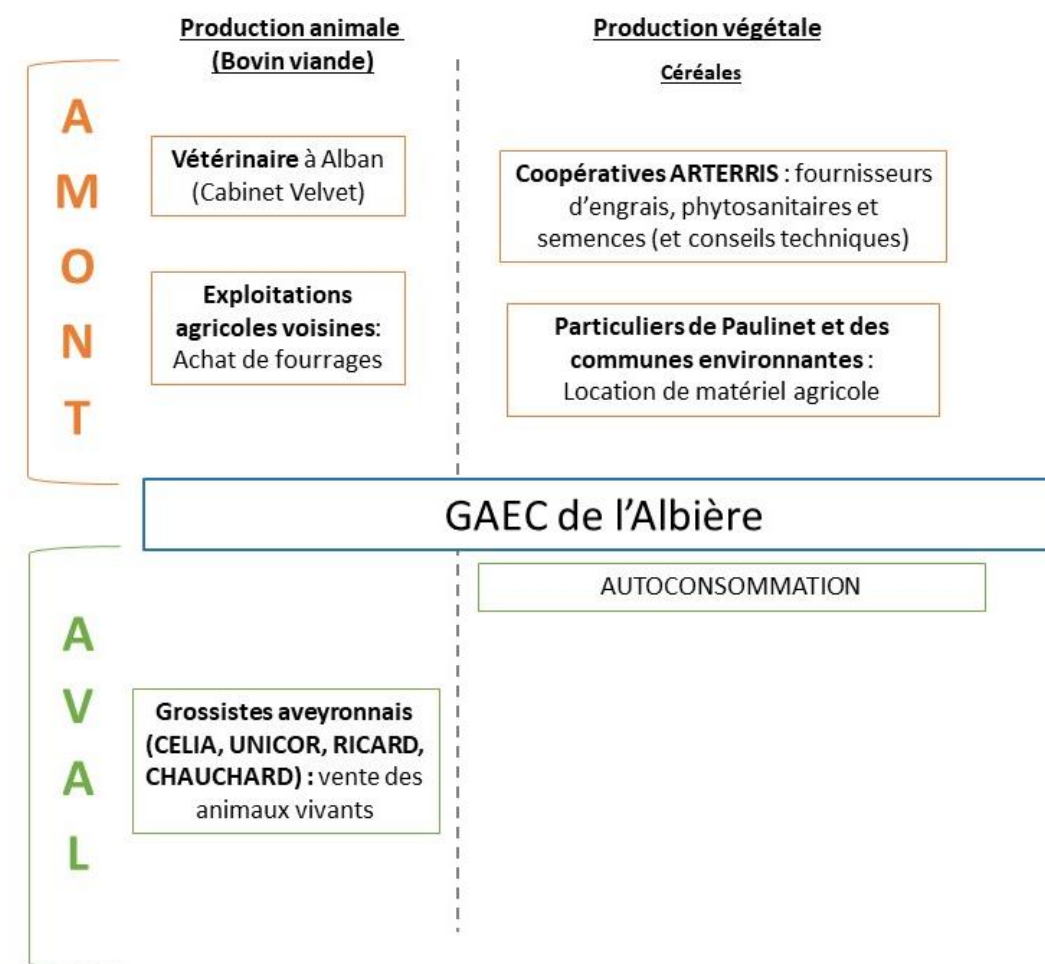 Production animale
(Bovin viande)
Production végétale
Céréales
AMONT
Vétérinaire à Alban
(Cabinet Velvet)
Coopératives ARTERRIS : fournisseurs
d’engrais, phytosanitaires et
semences (et conseils techniques)
Exploitations
agricoles voisines:
Achat de fourrages
Particuliers de Paulinet et des
communes environnantes :
Location de matériel agricole
GAEC de l’Albière
AVAL
AUTOCONSOMMATION
Grossistes aveyronnais
(CELIA, UNICOR, RICARD,
CHAUCHARD) : vente des
animaux vivants